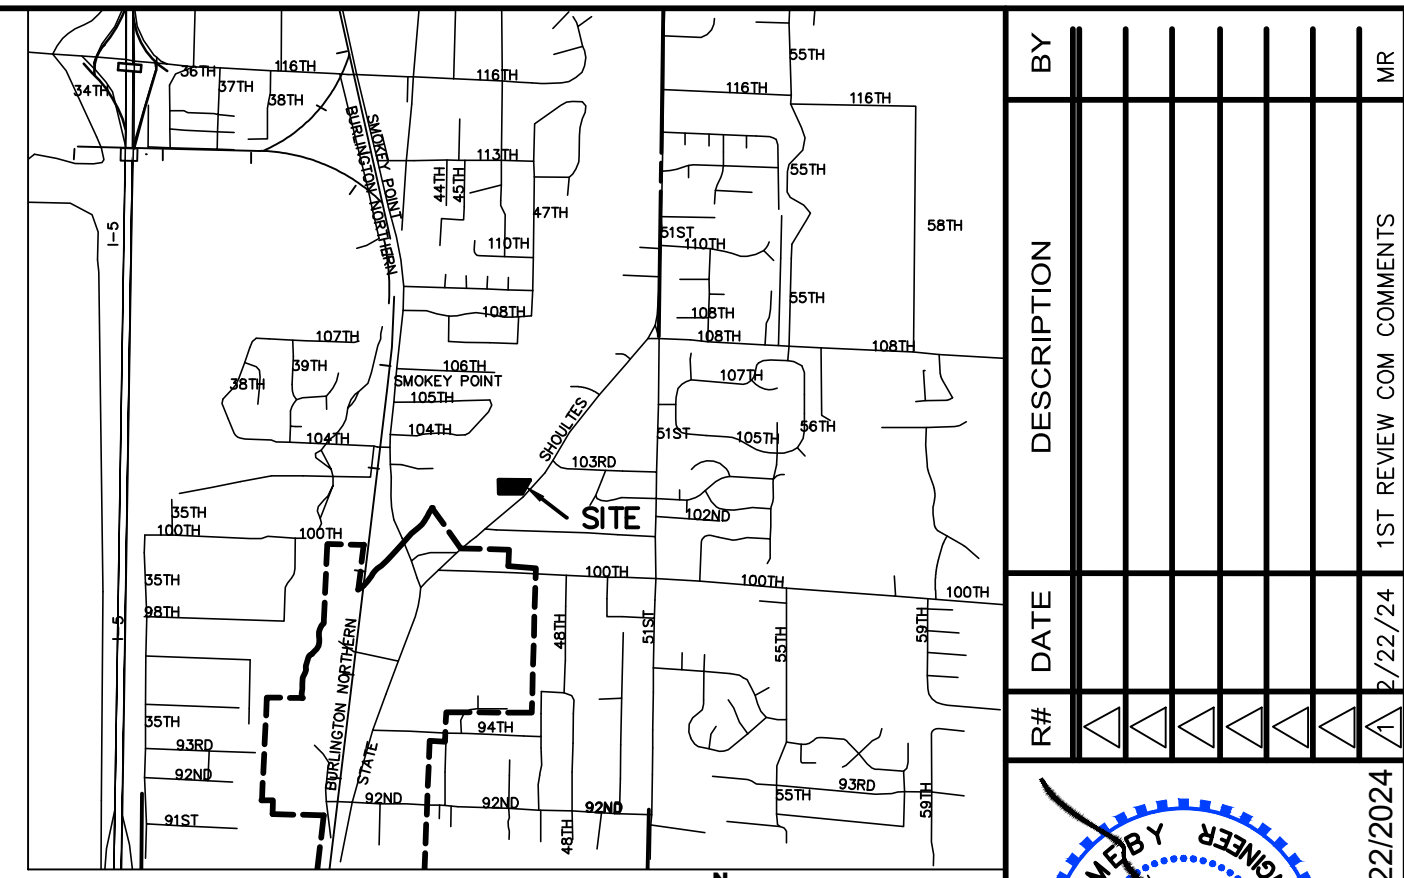 55TH
36TH
116TH
116TH
37TH
34TH
38TH
116TH
116TH
SMOKEY POINT
BURLINGTON NORTHERN
113TH
44TH
45TH
55TH
47TH
58TH
I-5
51ST
110TH
110TH
55TH
108TH
108TH
107TH
108TH
108TH
39TH
106TH
SMOKEY POINT
107TH
38TH
105TH
SHOULTES
104TH
104TH
51ST
105TH
56TH
103RD
35TH
SITE
102ND
100TH
100TH
35TH
100TH
100TH
100TH
98TH
I-5
48TH
51ST
55TH
59TH
BURLINGTON NORTHERN
35TH
94TH
93RD
STATE
92ND
93RD
55TH
59TH
92ND
92ND
92ND
91ST
48TH
N
BY
MR
DESCRIPTION
1ST REVIEW COM COMMENTS
DATE
2/22/24
R#
1
22/2024